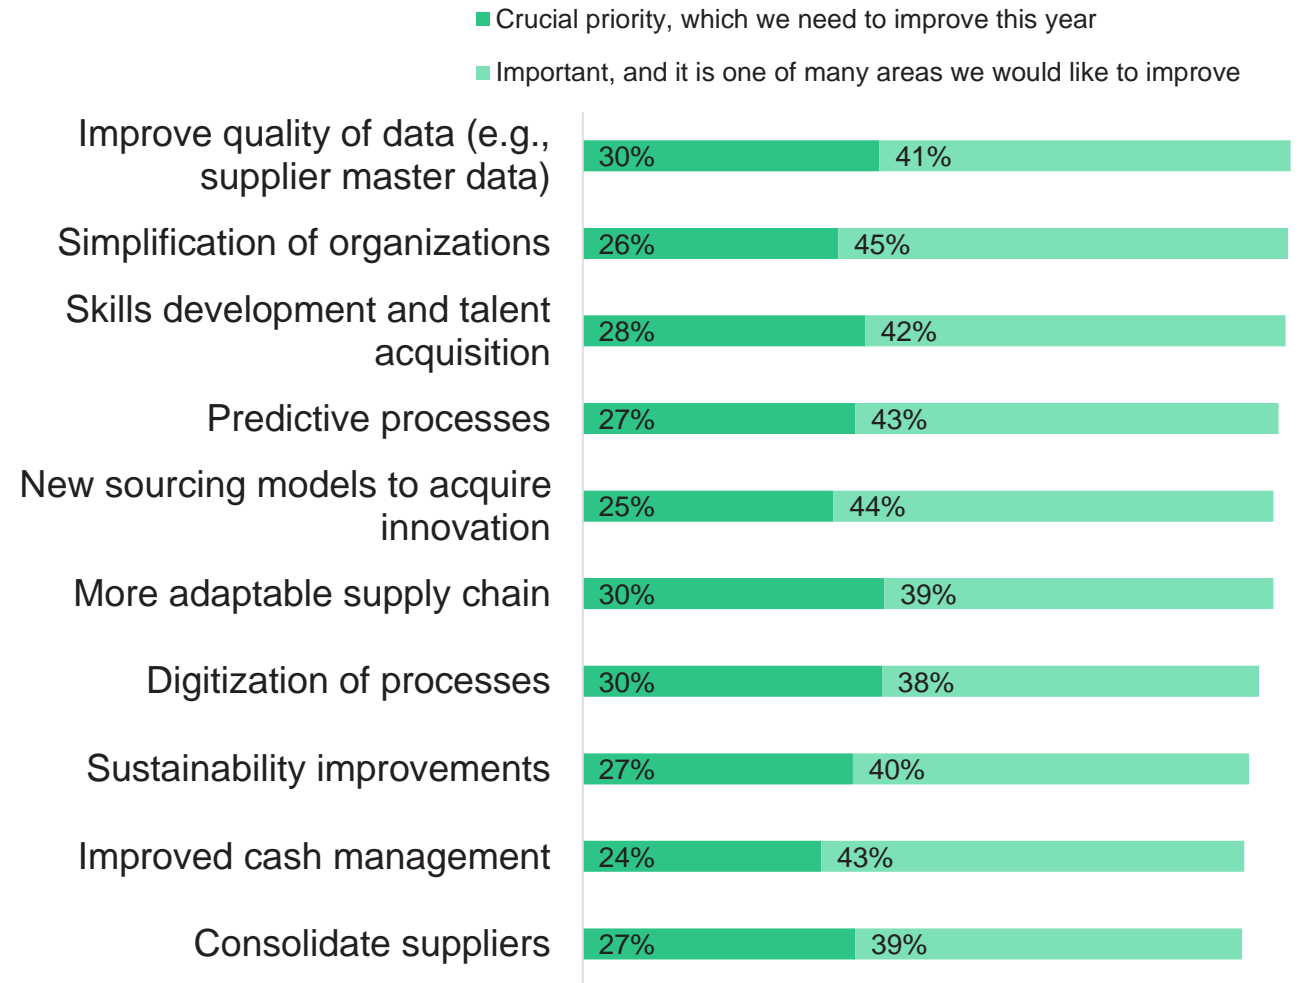 Crucial priority, which we need to improve this year
Important, and it is one of many areas we would like to improve
Improve quality of data (e.g.,
supplier master data)
30% 41%
Simplification of organizations 26% 45%
Skills development and talent
acquisition
28% 42%
Predictive processes 27% 43%
New sourcing models to acquire
innovation
25% 44%
More adaptable supply chain 30% 39%
Digitization of processes 30% 38%
Sustainability improvements 27% 40%
Improved cash management 24% 43%
Consolidate suppliers 27% 39%